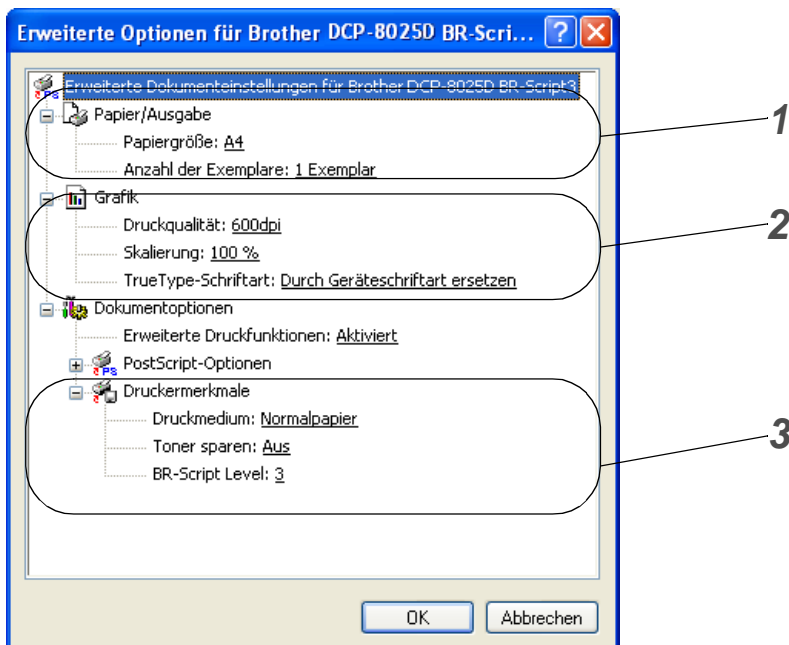 Erweiterte Optionen für Brother DCP-8025D BR-Scri...
Erweiterte Dokumenteinstellungen für Brother DCP-8025D BR-Script3
Papier/Ausgabe
Papiergröße: A4
Anzahl der Exemplare: 1 Exemplar
1
Grafik
Druckqualität: 600dpi
Skalierung: 100 %
TrueType-Schriftart: Durch Geräteschriftart ersetzen
2
Dokumentoptionen
Erweiterte Druckfunktionen: Aktiviert
PostScript-Optionen
Druckermerkmale
Druckmedium: Normalpapier
Toner sparen: Aus
BR-Script Level: 3
3
OK
Abbrechen